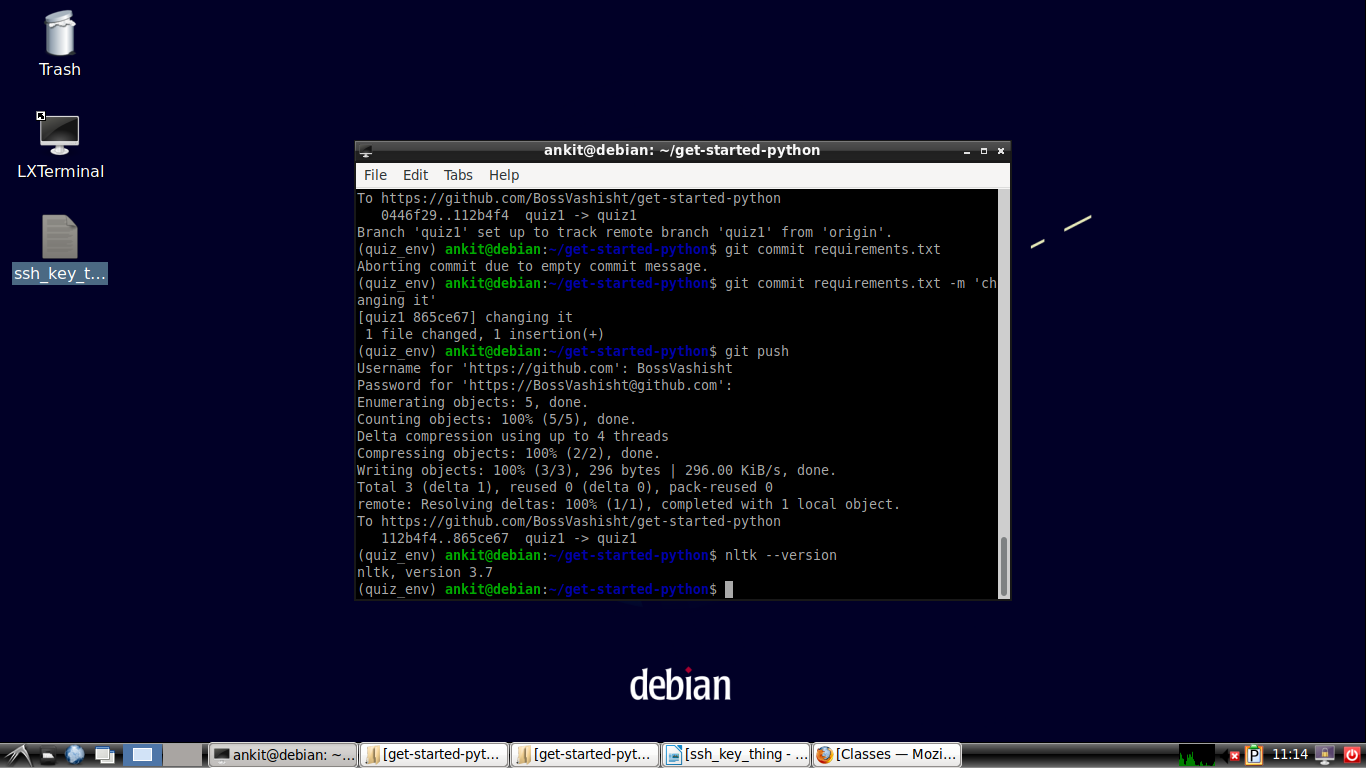 Trash
LXTerminal
ssh_key_t...
ankit@debian: ~/get-started-python
File Edit Tabs Help
To https://github.com/BossVashisht/get-started-python
   0446f29..112b4f4  quiz1 -> quiz1
Branch 'quiz1' set up to track remote branch 'quiz1' from 'origin'.
(quiz_env) ankit@debian:~/get-started-python$ git commit requirements.txt
Aborting commit due to empty commit message.
(quiz_env) ankit@debian:~/get-started-python$ git commit requirements.txt -m 'ch
anging it'
[quiz1 865ce67] changing it
 1 file changed, 1 insertion(+)
(quiz_env) ankit@debian:~/get-started-python$ git push
Username for 'https://github.com': BossVashisht
Password for 'https://BossVashisht@github.com':
Enumerating objects: 5, done.
Counting objects: 100% (5/5), done.
Delta compression using up to 4 threads
Compressing objects: 100% (2/2), done.
Writing objects: 100% (3/3), 296 bytes | 296.00 KiB/s, done.
Total 3 (delta 1), reused 0 (delta 0), pack-reused 0
remote: Resolving deltas: 100% (1/1), completed with 1 local object.
To https://github.com/BossVashisht/get-started-python
   112b4f4..865ce67  quiz1 -> quiz1
(quiz_env) ankit@debian:~/get-started-python$ nltk --version
nltk, version 3.7
(quiz_env) ankit@debian:~/get-started-python$
debian
ankit@debian: ~... [get-started-pyt... [get-started-pyt... [ssh_key_thing - ... [Classes — Mozi... P 11:14